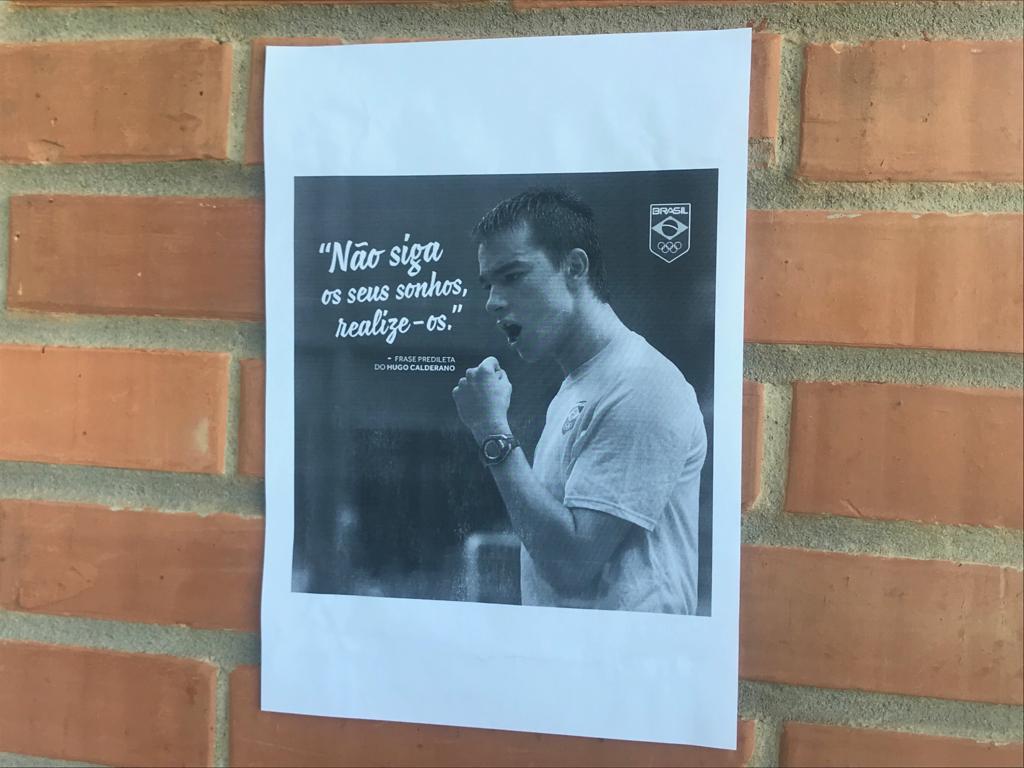 “Não siga
os seus sonhos,
realize-os.”
- FRASE PREDILETA
DO HUGO CALDERANO
BRASIL